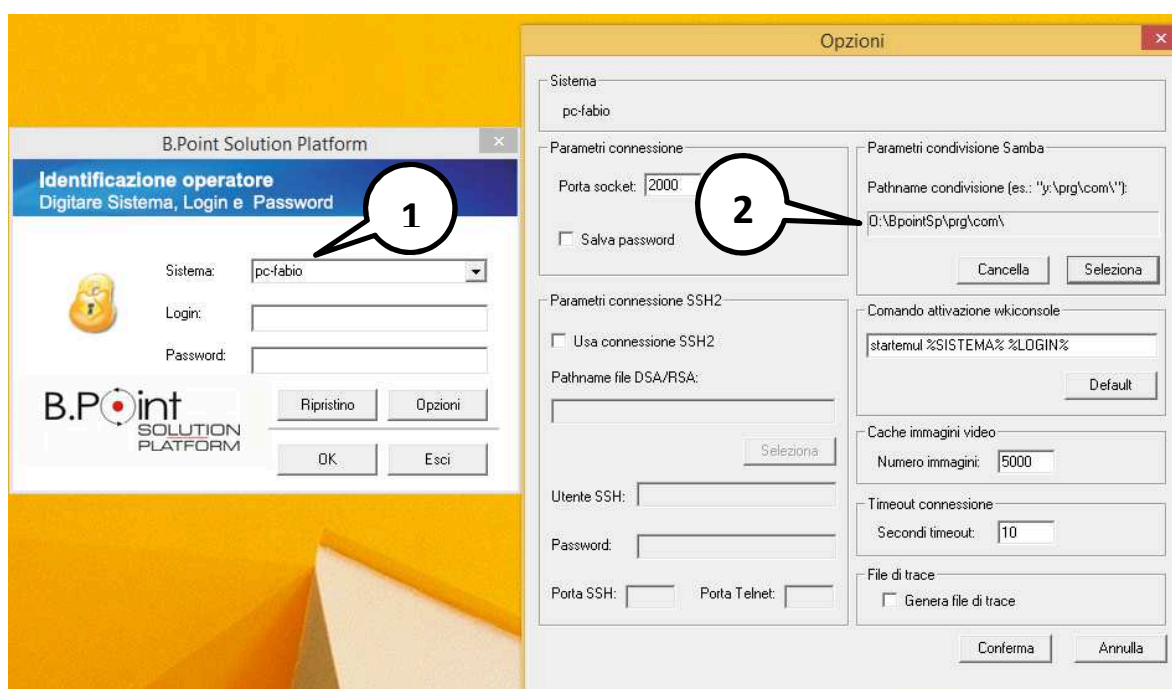 B.Point Solution Platform
Identificazione operatore
Digitare Sistema, Login e Password
1
Sistema:
pc-fabio
Login:
Password:
B.Point
SOLUTION
PLATFORM
Ripristino
Opzioni
OK
Esci
Opzioni
Sistema
pc-fabio
Parametri connessione
Porta socket: 2000
Salva password
2
Parametri condivisione Samba
Pathname condivisione (es.: "y:\prg\com\"):
O:\BpointSp\prg\com\
Cancella
Seleziona
Parametri connessione SSH2
Usa connessione SSH2
Pathname file DSA/RSA:
Seleziona
Utente SSH:
Password:
Porta SSH:
Porta Telnet:
Comando attivazione wkiconsole
startemul %SISTEMA% %LOGIN%
Default
Cache immagini video
Numero immagini: 5000
Timeout connessione
Secondi timeout: 10
File di trace
Genera file di trace
Conferma
Annulla